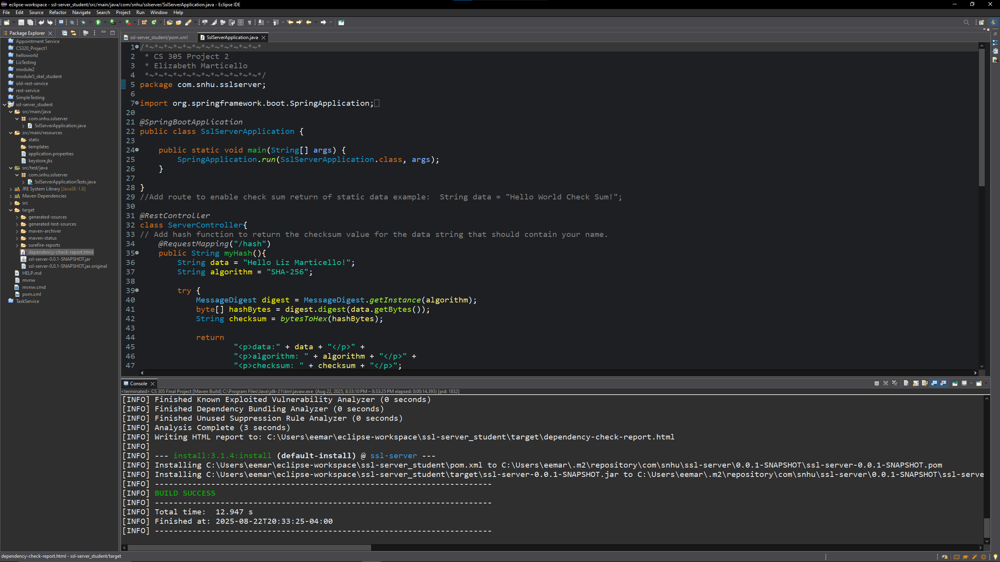 eclipse-workspace - ssl-server_student/src/main/java/com/snhu/sslserver/SslServerApplication.java - Eclipse IDE
File Edit Source Refactor Navigate Search Project Run Window Help
Package Explorer
Appointment Service
CS320_Project1
helloworld
LizTesting
module2
module5_skel_student
old-rest-service
rest-service
SimpleTesting
ssl-server_student
src/main/java
com.snhu.sslserver
SslServerApplication.java
src/main/resources
static
templates
application.properties
keystore.jks
src/test/java
com.snhu.sslserver
SslServerApplicationTests.java
JRE System Library [JavaSE-1.8]
Maven Dependencies
src
target
generated-sources
generated-test-sources
maven-archiver
maven-status
surefire-reports
dependency-check-report.html
ssl-server-0.0.1-SNAPSHOT.jar
ssl-server-0.0.1-SNAPSHOT.jar.original
HELP.md
mvnw
mvnw.cmd
pom.xml
TaskService
ssl-server_student/pom.xml SslServerApplication.java
1 /*~*~*~*~*~*~*~*~*~*~*~*~*
2  * CS 305 Project 2
3  * Elizabeth Marticello
4  *~*~*~*~*~*~*~*~*~*~*~*~*/
5 package com.snhu.sslserver;
6
7 import org.springframework.boot.SpringApplication;
20
21 @SpringBootApplication
22 public class SslServerApplication {
23
24     public static void main(String[] args) {
25         SpringApplication.run(SslServerApplication.class, args);
26     }
27
28 }
29 //Add route to enable check sum return of static data example:  String data = "Hello World Check Sum!";
30
31 @RestController
32 class ServerController{
33 // Add hash function to return the checksum value for the data string that should contain your name.
34     @RequestMapping("/hash")
35     public String myHash(){
36         String data = "Hello Liz Marticello!";
37         String algorithm = "SHA-256";
38
39         try {
40             MessageDigest digest = MessageDigest.getInstance(algorithm);
41             byte[] hashBytes = digest.digest(data.getBytes());
42             String checksum = bytesToHex(hashBytes);
43
44             return
45                     "<p>data:" + data + "</p>" +
46                     "<p>algorithm: " + algorithm + "</p>" +
47                     "<p>checksum: " + checksum + "</p>";
Console
<terminated> CS 305 Final Project [Maven Build] C:\Program Files\Java\jdk-21\bin\javaw.exe (Aug 22, 2025, 8:33:10 PM – 8:33:25 PM elapsed: 0:00:14.393) [pid: 1832]
[INFO] Finished Known Exploited Vulnerability Analyzer (0 seconds)
[INFO] Finished Dependency Bundling Analyzer (0 seconds)
[INFO] Finished Unused Suppression Rule Analyzer (0 seconds)
[INFO] Analysis Complete (3 seconds)
[INFO] Writing HTML report to: C:\Users\eemar\eclipse-workspace\ssl-server_student\target\dependency-check-report.html
[INFO]
[INFO] --- install:3.1.4:install (default-install) @ ssl-server ---
[INFO] Installing C:\Users\eemar\eclipse-workspace\ssl-server_student\pom.xml to C:\Users\eemar\.m2\repository\com\snhu\ssl-server\0.0.1-SNAPSHOT\ssl-server-0.0.1-SNAPSHOT.pom
[INFO] Installing C:\Users\eemar\eclipse-workspace\ssl-server_student\target\ssl-server-0.0.1-SNAPSHOT.jar to C:\Users\eemar\.m2\repository\com\snhu\ssl-server\0.0.1-SNAPSHOT\ssl-serve
[INFO] ------------------------------------------------------------------------
[INFO] BUILD SUCCESS
[INFO] ------------------------------------------------------------------------
[INFO] Total time:  12.947 s
[INFO] Finished at: 2025-08-22T20:33:25-04:00
[INFO] ------------------------------------------------------------------------
dependency-check-report.html - ssl-server_student/target